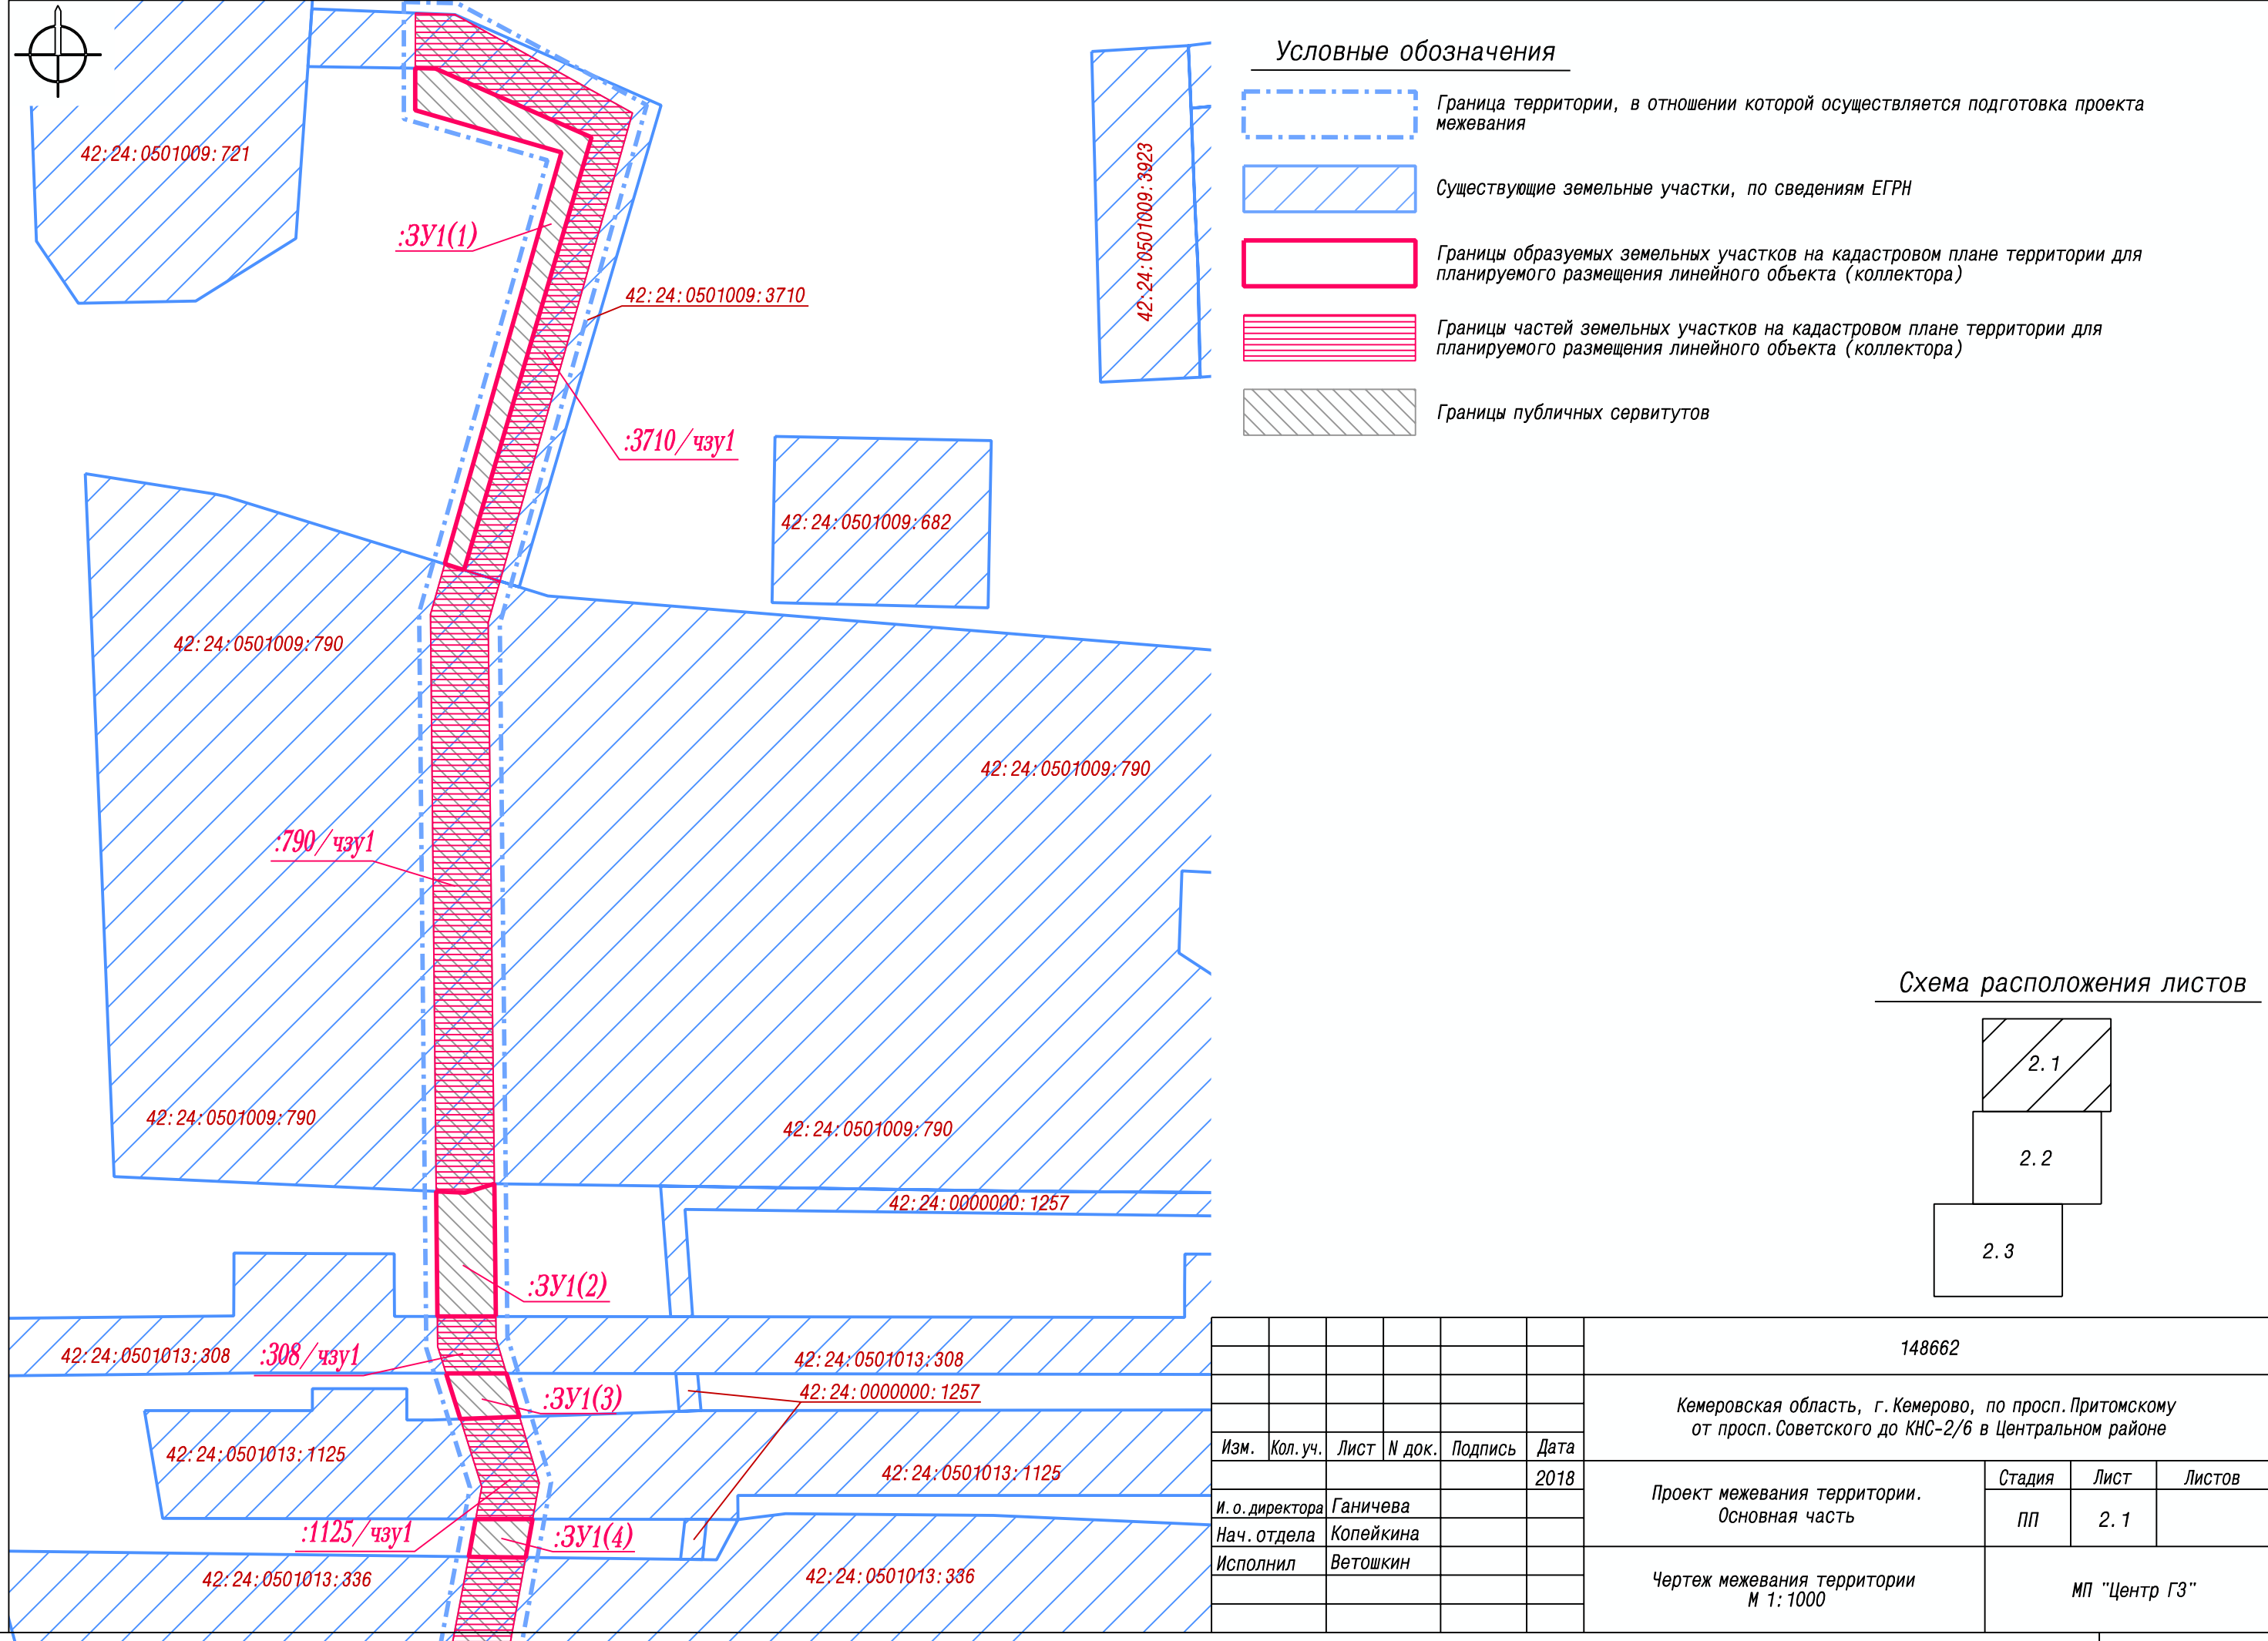 Условные обозначения
Граница территории, в отношении которой осуществляется подготовка проекта
межевания
Существующие земельные участки, по сведениям ЕГРН
Границы образуемых земельных участков на кадастровом плане территории для
планируемого размещения линейного объекта (коллектора)
Границы частей земельных участков на кадастровом плане территории для
планируемого размещения линейного объекта (коллектора)
Границы публичных сервитутов
42:24:0501009:721
42:24:0501009:3923
:ЗУ1(1)
42:24:0501009:3710
:3710/чзу1
42:24:0501009:682
42:24:0501009:790
42:24:0501009:790
:790/чзу1
42:24:0501009:790
42:24:0501009:790
42:24:0000000:1257
:ЗУ1(2)
42:24:0501013:308
:308/чзу1
42:24:0501013:308
:ЗУ1(3)
42:24:0000000:1257
42:24:0501013:1125
42:24:0501013:1125
:1125/чзу1
:ЗУ1(4)
42:24:0501013:336
42:24:0501013:336
Схема расположения листов
2.1
2.2
2.3
148662
Кемеровская область, г.Кемерово, по просп.Притомскому
от просп.Советского до КНС-2/6 в Центральном районе
Изм. Кол.уч. Лист N док. Подпись Дата
2018
И.о.директора Ганичева
Нач.отдела Копейкина
Исполнил Ветошкин
Проект межевания территории.
Основная часть
Стадия Лист Листов
ПП 2.1
Чертеж межевания территории
М 1:1000
МП "Центр ГЗ"